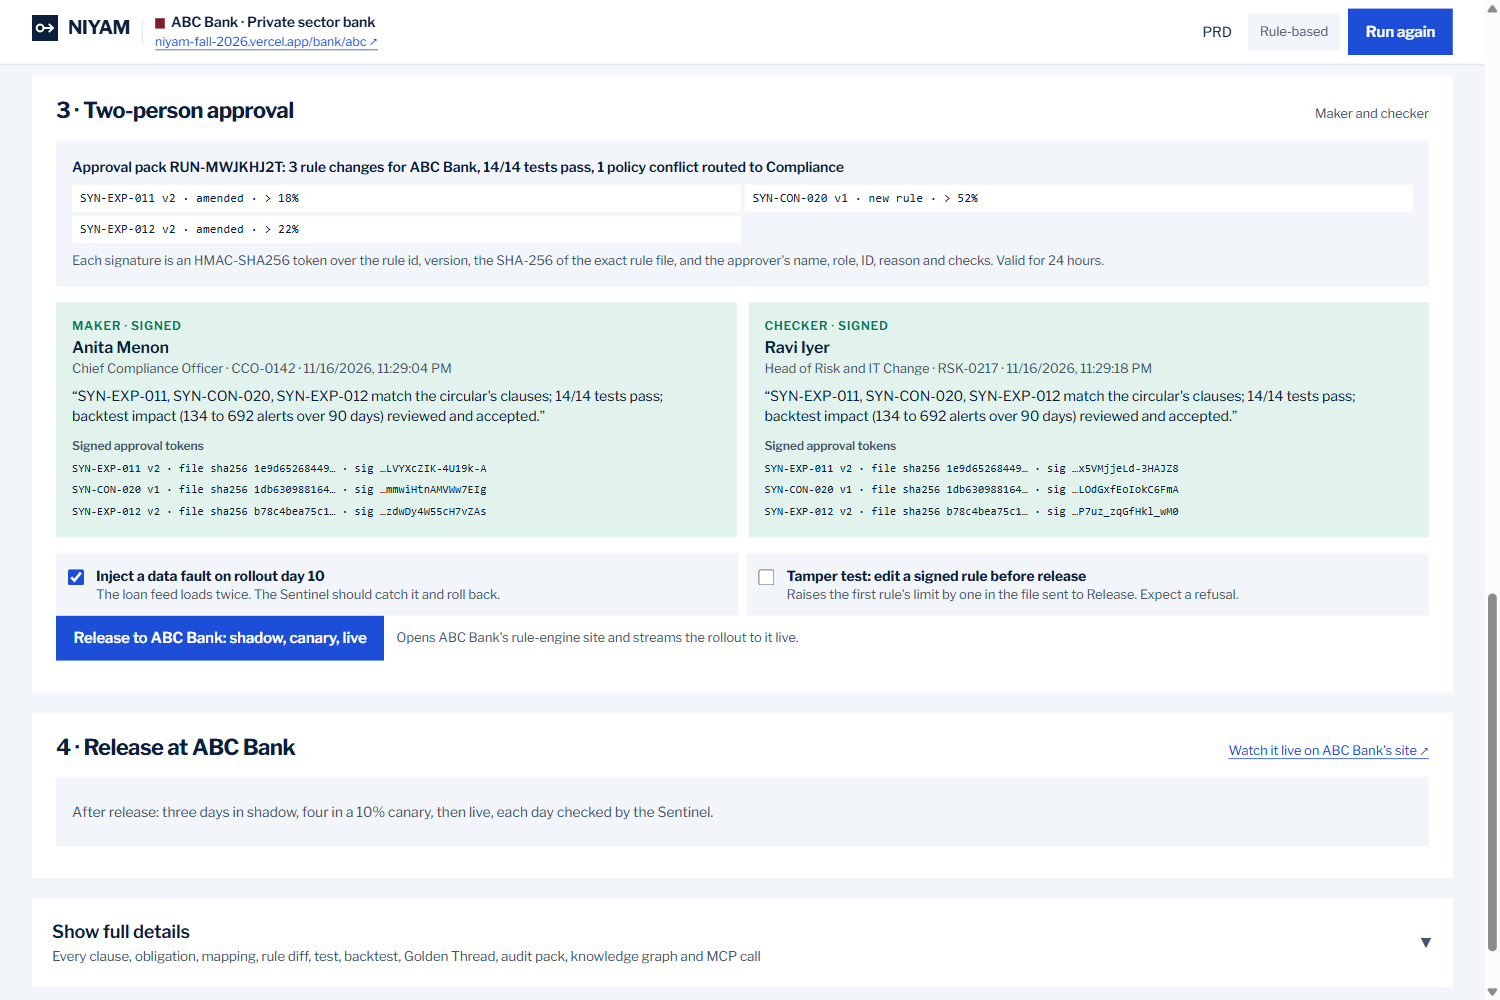 NIYAM
ABC Bank · Private sector bank
niyam-fall-2026.vercel.app/bank/abc ↗
PRD
Rule-based
Run again
3 · Two-person approval
Maker and checker
Approval pack RUN-MWJKHJ2T: 3 rule changes for ABC Bank, 14/14 tests pass, 1 policy conflict routed to Compliance
SYN-EXP-011 v2 · amended · > 18%
SYN-CON-020 v1 · new rule · > 52%
SYN-EXP-012 v2 · amended · > 22%
Each signature is an HMAC-SHA256 token over the rule id, version, the SHA-256 of the exact rule file, and the approver's name, role, ID, reason and checks. Valid for 24 hours.
MAKER · SIGNED
Anita Menon
Chief Compliance Officer · CCO-0142 · 11/16/2026, 11:29:04 PM
“SYN-EXP-011, SYN-CON-020, SYN-EXP-012 match the circular's clauses; 14/14 tests pass;
backtest impact (134 to 692 alerts over 90 days) reviewed and accepted.”
Signed approval tokens
SYN-EXP-011 v2 · file sha256 1e9d65268449… · sig …LVYXcZIK-4U19k-A
SYN-CON-020 v1 · file sha256 1db630988164… · sig …mmwiHtnAMVWw7EIg
SYN-EXP-012 v2 · file sha256 b78c4bea75c1… · sig …zdwDy4W55cH7vZAs
CHECKER · SIGNED
Ravi Iyer
Head of Risk and IT Change · RSK-0217 · 11/16/2026, 11:29:18 PM
“SYN-EXP-011, SYN-CON-020, SYN-EXP-012 match the circular's clauses; 14/14 tests pass;
backtest impact (134 to 692 alerts over 90 days) reviewed and accepted.”
Signed approval tokens
SYN-EXP-011 v2 · file sha256 1e9d65268449… · sig …x5VMjjeLd-3HAJZ8
SYN-CON-020 v1 · file sha256 1db630988164… · sig …LOdGxfEoIokC6FmA
SYN-EXP-012 v2 · file sha256 b78c4bea75c1… · sig …P7uz_zqGfHkl_wM0
Inject a data fault on rollout day 10
The loan feed loads twice. The Sentinel should catch it and roll back.
Tamper test: edit a signed rule before release
Raises the first rule's limit by one in the file sent to Release. Expect a refusal.
Release to ABC Bank: shadow, canary, live
Opens ABC Bank's rule-engine site and streams the rollout to it live.
4 · Release at ABC Bank
Watch it live on ABC Bank's site ↗
After release: three days in shadow, four in a 10% canary, then live, each day checked by the Sentinel.
Show full details
Every clause, obligation, mapping, rule diff, test, backtest, Golden Thread, audit pack, knowledge graph and MCP call